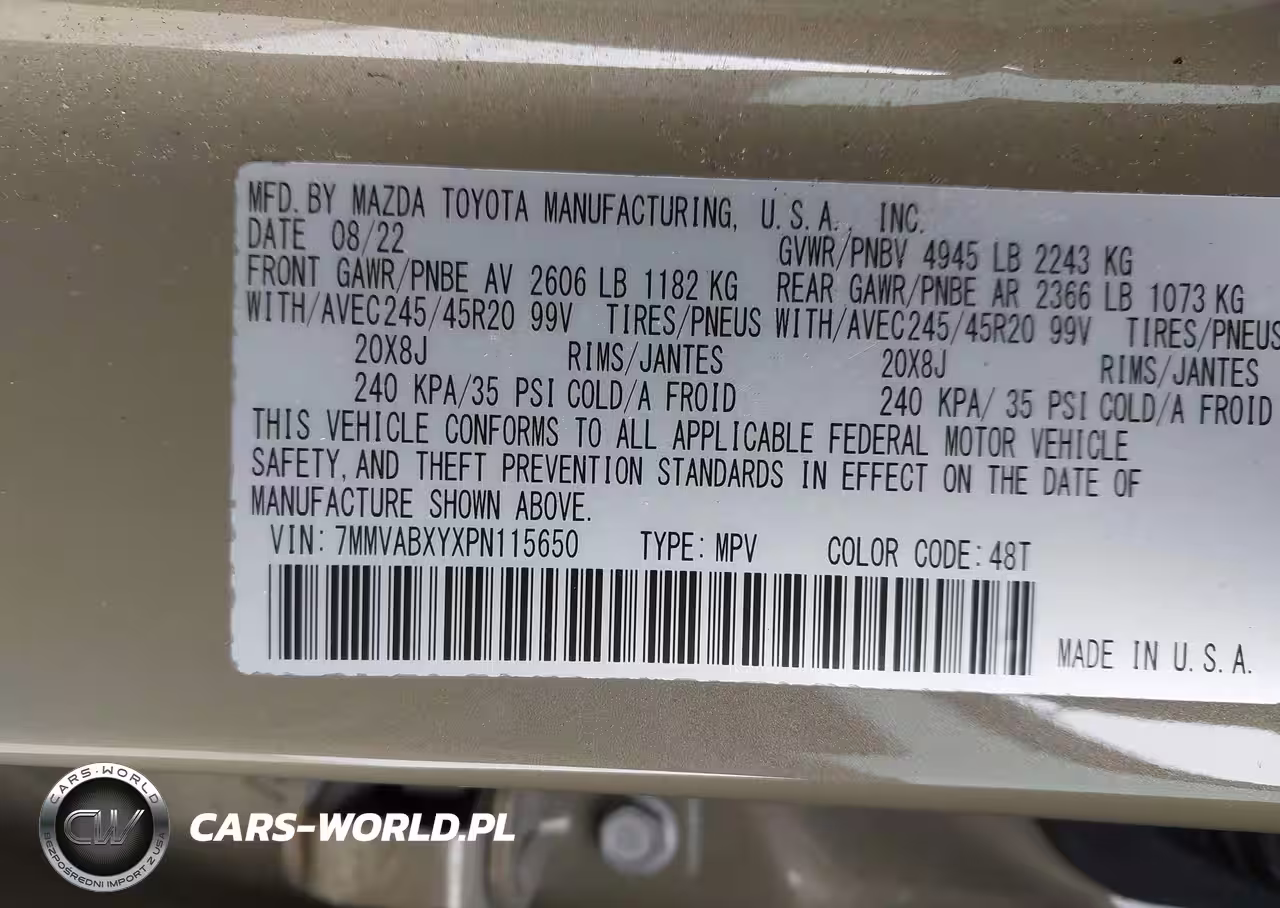 MFD. BY MAZDA TOYOTA MANUFACTURING, U.S.A., INC.
DATE 08/22 GVWR/PNBV 4945 LB 2243 KG
FRONT GAWR/PNBE AV 2606 LB 1182 KG REAR GAWR/PNBE AR 2366 LB 1073 KG
WITH/AVEC245/45R20 99V TIRES/PNEUS WITH/AVEC245/45R20 99V TIRES/PNEUS
20X8J RIMS/JANTES 20X8J RIMS/JANTES
240 KPA/35 PSI COLD/A FROID 240 KPA/ 35 PSI COLD/A FROID
THIS VEHICLE CONFORMS TO ALL APPLICABLE FEDERAL MOTOR VEHICLE
SAFETY, AND THEFT PREVENTION STANDARDS IN EFFECT ON THE DATE OF
MANUFACTURE SHOWN ABOVE.
VIN: 7MMVABXYXPN115650 TYPE: MPV COLOR CODE: 48T
MADE IN U.S.A.
CARS-WORLD
CW
BEZPOŚREDNI IMPORT Z USA
CARS-WORLD.PL